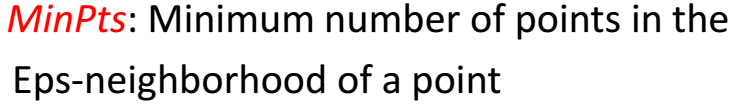 MinPts: Minimum number of points in the
Eps-neighborhood of a point